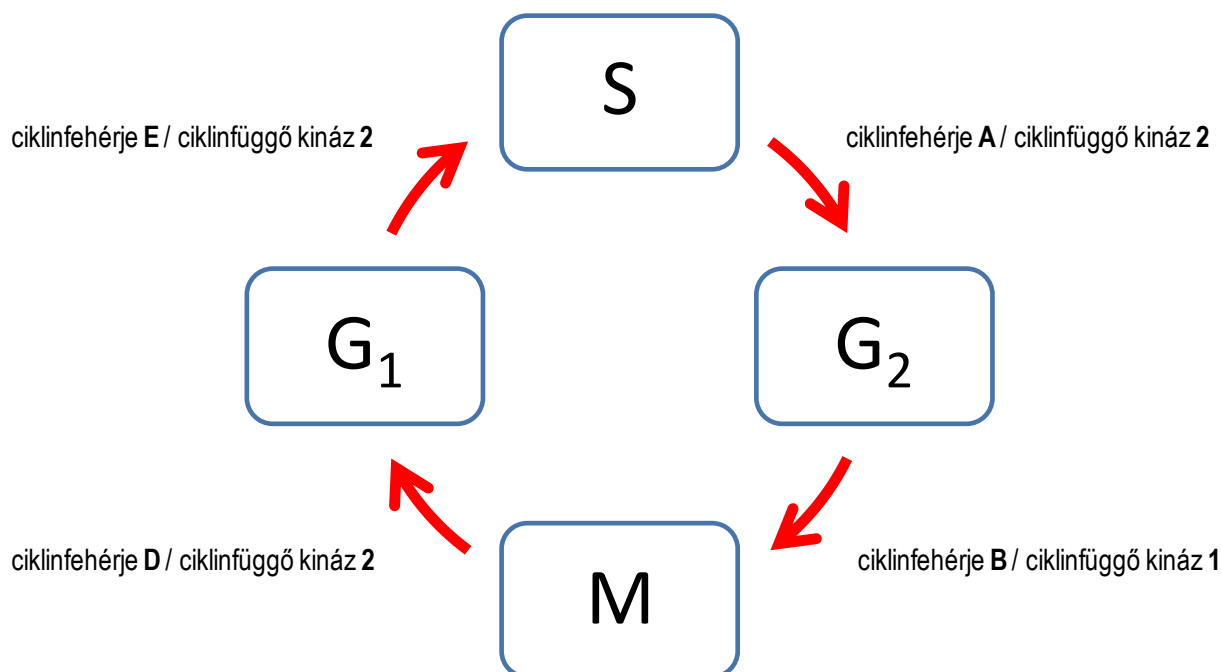 S
ciklinfehérje E / ciklinfüggő kináz 2
ciklinfehérje A / ciklinfüggő kináz 2
G₁
G₂
ciklinfehérje D / ciklinfüggő kináz 2
ciklinfehérje B / ciklinfüggő kináz 1
M